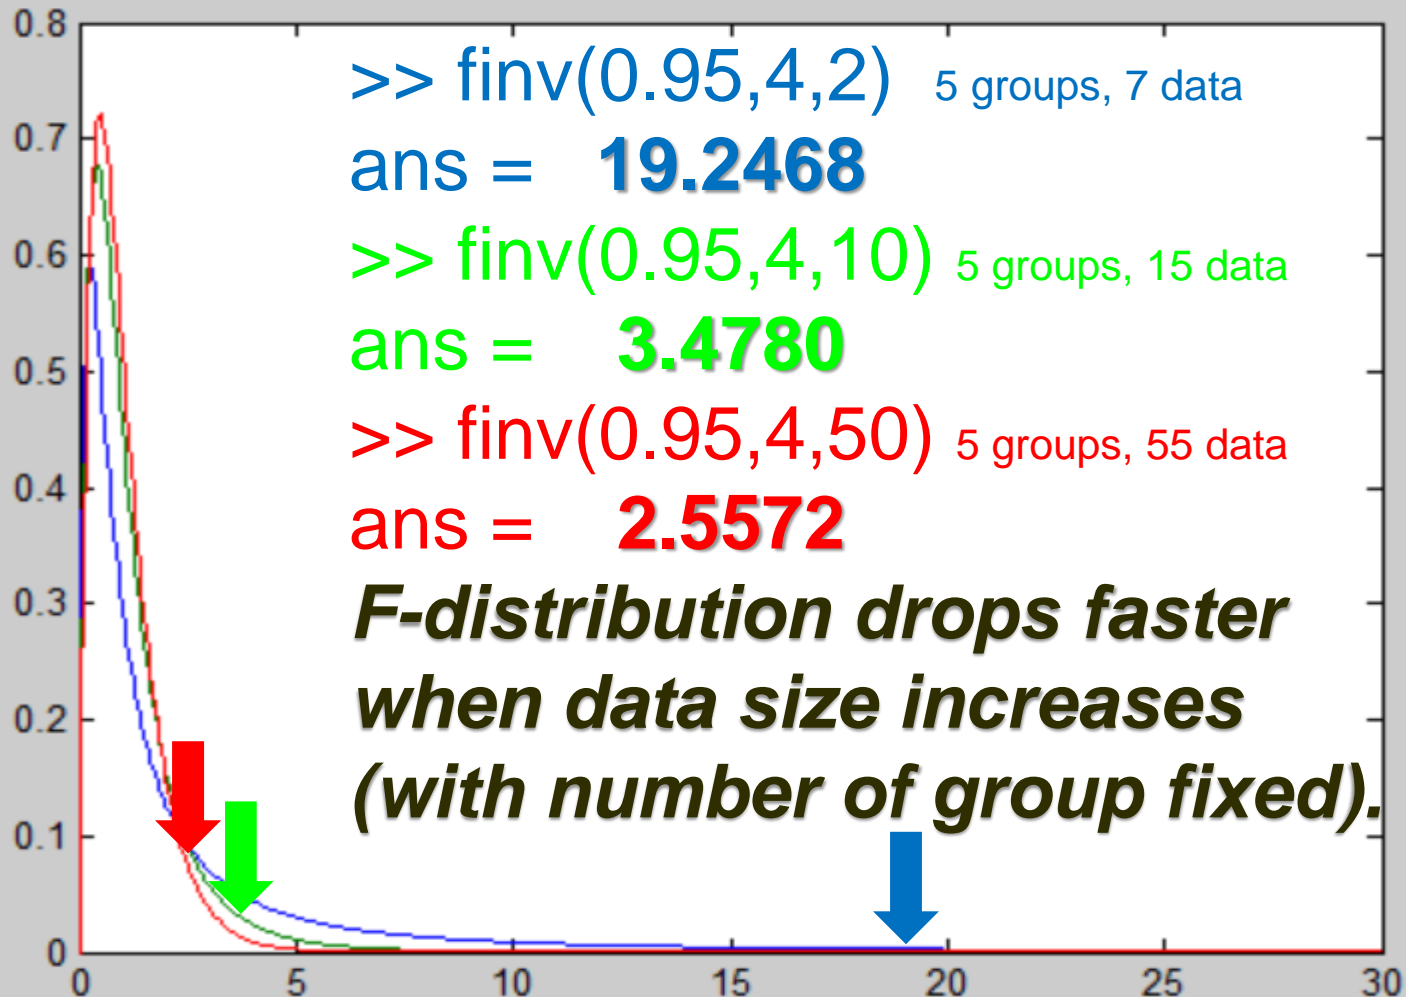 0.8
0.7
0.6
0.5
0.4
0.3
0.2
0.1
0
>> finv(0.95,4,2) 5 groups, 7 data
ans = 19.2468
>> finv(0.95,4,10) 5 groups, 15 data
ans = 3.4780
>> finv(0.95,4,50) 5 groups, 55 data
ans = 2.5572
F-distribution drops faster
when data size increases
(with number of group fixed).
0 5 10 15 20 25 30